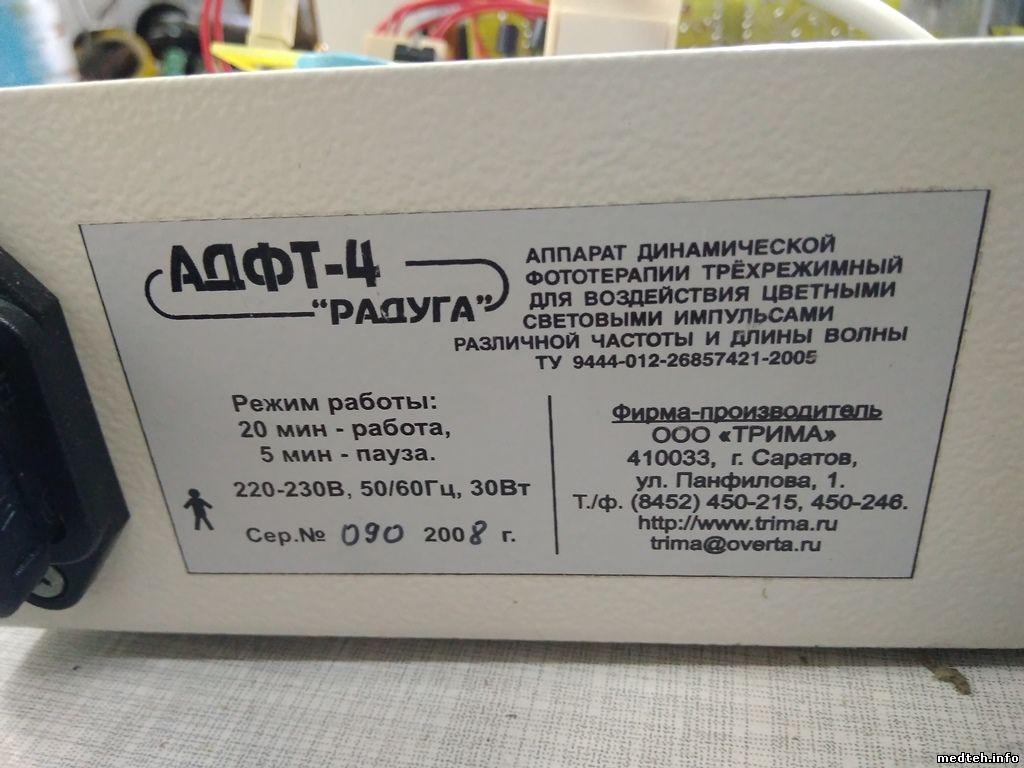 АДФТ-4
"РАДУГА"
АППАРАТ ДИНАМИЧЕСКОЙ
ФОТОТЕРАПИИ ТРЁХРЕЖИМНЫЙ
ДЛЯ ВОЗДЕЙСТВИЯ ЦВЕТНЫМИ
СВЕТОВЫМИ ИМПУЛЬСАМИ
РАЗЛИЧНОЙ ЧАСТОТЫ И ДЛИНЫ ВОЛНЫ
ТУ 9444-012-26857421-2005
Режим работы:
20 мин - работа,
5 мин - пауза.
220-230В, 50/60Гц, 30Вт
Сер.№ 090 2008 г.
Фирма-производитель
ООО «ТРИМА»
410033, г. Саратов,
ул. Панфилова, 1.
Т./ф. (8452) 450-215, 450-246.
http://www.trima.ru
trima@overta.ru
medteh.info